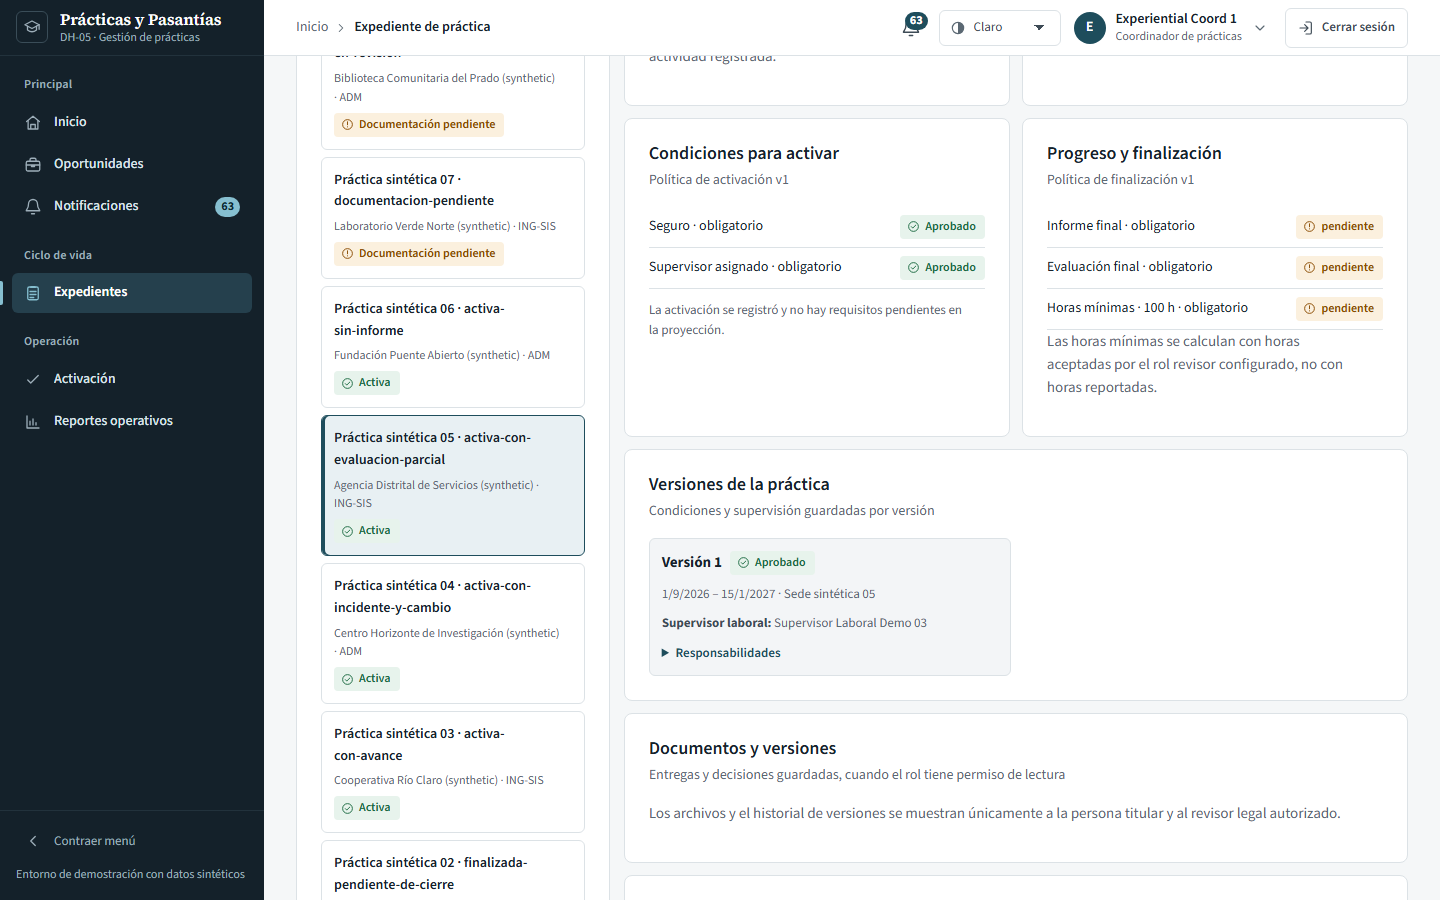 Prácticas y Pasantías
DH-05 · Gestión de prácticas
Principal
Inicio
Oportunidades
Notificaciones
63
Ciclo de vida
Expedientes
Operación
Activación
Reportes operativos
Contraer menú
Entorno de demostración con datos sintéticos
Inicio
Expediente de práctica
63
Claro
E
Experiential Coord 1
Coordinador de prácticas
Cerrar sesión
Biblioteca Comunitaria del Prado (synthetic)
· ADM
Documentación pendiente
Práctica sintética 07 ·
documentacion-pendiente
Laboratorio Verde Norte (synthetic) · ING-SIS
Documentación pendiente
Práctica sintética 06 · activa-
sin-informe
Fundación Puente Abierto (synthetic) · ADM
Activa
Práctica sintética 05 · activa-con-
evaluacion-parcial
Agencia Distrital de Servicios (synthetic) ·
ING-SIS
Activa
Práctica sintética 04 · activa-con-
incidente-y-cambio
Centro Horizonte de Investigación (synthetic)
· ADM
Activa
Práctica sintética 03 · activa-
con-avance
Cooperativa Río Claro (synthetic) · ING-SIS
Activa
Práctica sintética 02 · finalizada-
pendiente-de-cierre
actividad registrada.
Condiciones para activar
Política de activación v1
Seguro · obligatorio
Aprobado
Supervisor asignado · obligatorio
Aprobado
La activación se registró y no hay requisitos pendientes en
la proyección.
Progreso y finalización
Política de finalización v1
Informe final · obligatorio
pendiente
Evaluación final · obligatorio
pendiente
Horas mínimas · 100 h · obligatorio
pendiente
Las horas mínimas se calculan con horas
aceptadas por el rol revisor configurado, no con
horas reportadas.
Versiones de la práctica
Condiciones y supervisión guardadas por versión
Versión 1
Aprobado
1/9/2026 – 15/1/2027 · Sede sintética 05
Supervisor laboral: Supervisor Laboral Demo 03
Responsabilidades
Documentos y versiones
Entregas y decisiones guardadas, cuando el rol tiene permiso de lectura
Los archivos y el historial de versiones se muestran únicamente a la persona titular y al revisor legal autorizado.